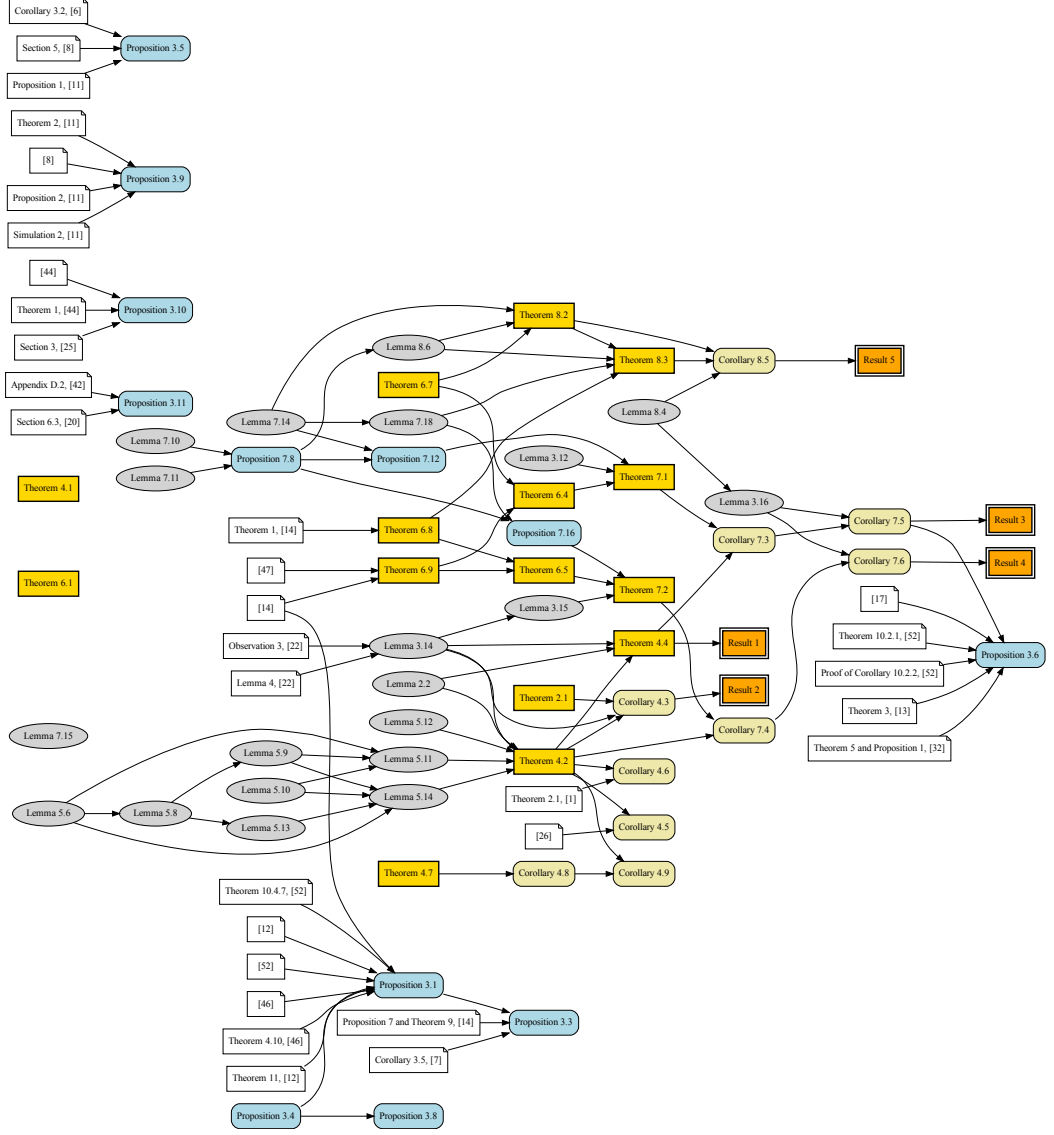 Corollary 3.2, [6]
Section 5, [8]
Proposition 3.5
Proposition 1, [11]
Theorem 2, [11]
[8]
Proposition 3.9
Proposition 2, [11]
Simulation 2, [11]
[44]
Theorem 1, [44]
Proposition 3.10
Section 3, [25]
Appendix D.2, [42]
Proposition 3.11
Section 6.3, [20]
Theorem 8.2
Lemma 8.6
Theorem 8.3
Corollary 8.5
Result 5
Theorem 6.7
Lemma 8.4
Lemma 7.14
Lemma 7.18
Lemma 7.10
Proposition 7.8
Proposition 7.12
Lemma 3.12
Lemma 7.11
Theorem 7.1
Theorem 4.1
Theorem 6.4
Lemma 3.16
Theorem 1, [14]
Theorem 6.8
Proposition 7.16
Corollary 7.3
Corollary 7.5
Result 3
[47]
Theorem 6.9
Theorem 6.5
Corollary 7.6
Result 4
Theorem 6.1
Theorem 7.2
[14]
Lemma 3.15
[17]
Observation 3, [22]
Lemma 3.14
Theorem 4.4
Result 1
Theorem 10.2.1, [52]
Proposition 3.6
Lemma 4, [22]
Lemma 2.2
Proof of Corollary 10.2.2, [52]
Theorem 2.1
Corollary 4.3
Result 2
Theorem 3, [13]
Lemma 7.15
Lemma 5.12
Corollary 7.4
Theorem 5 and Proposition 1, [32]
Lemma 5.9
Lemma 5.11
Theorem 4.2
Corollary 4.6
Lemma 5.10
Lemma 5.14
Theorem 2.1, [1]
Lemma 5.6
Lemma 5.8
Lemma 5.13
[26]
Corollary 4.5
Theorem 4.7
Corollary 4.8
Corollary 4.9
Theorem 10.4.7, [52]
[12]
[52]
Proposition 3.1
[46]
Proposition 7 and Theorem 9, [14]
Proposition 3.3
Theorem 4.10, [46]
Corollary 3.5, [7]
Theorem 11, [12]
Proposition 3.4
Proposition 3.8